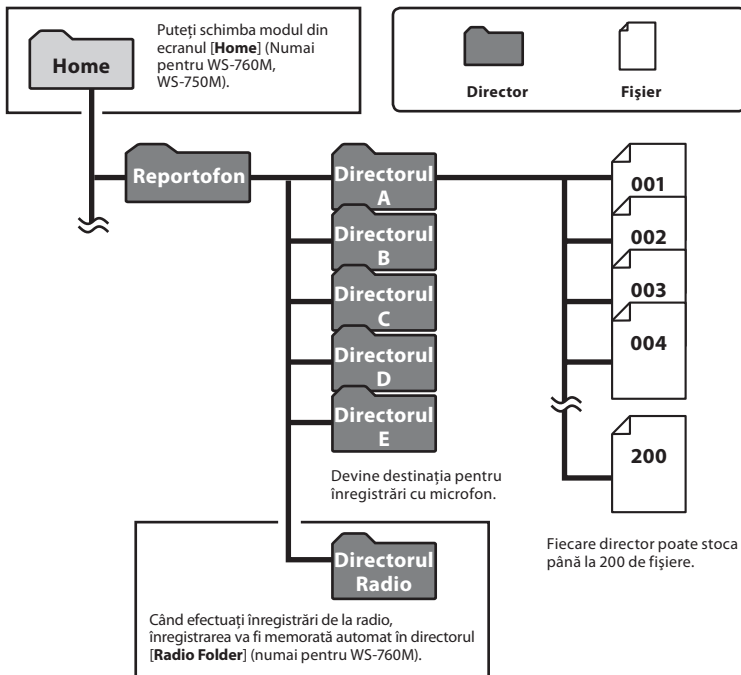 Home
Puteți schimba modul din
ecranul [Home] (Numai
pentru WS-760M,
WS-750M).
Director
Fişier
Reportofon
Directorul
A
Directorul
B
Directorul
C
Directorul
D
Directorul
E
Devine destinația pentru
înregistrări cu microfon.
001
002
003
004
200
Fiecare director poate stoca
până la 200 de fişiere.
Directorul
Radio
Când efectuați înregistrări de la radio,
înregistrarea va fi memorată automat în directorul
[Radio Folder] (numai pentru WS-760M).